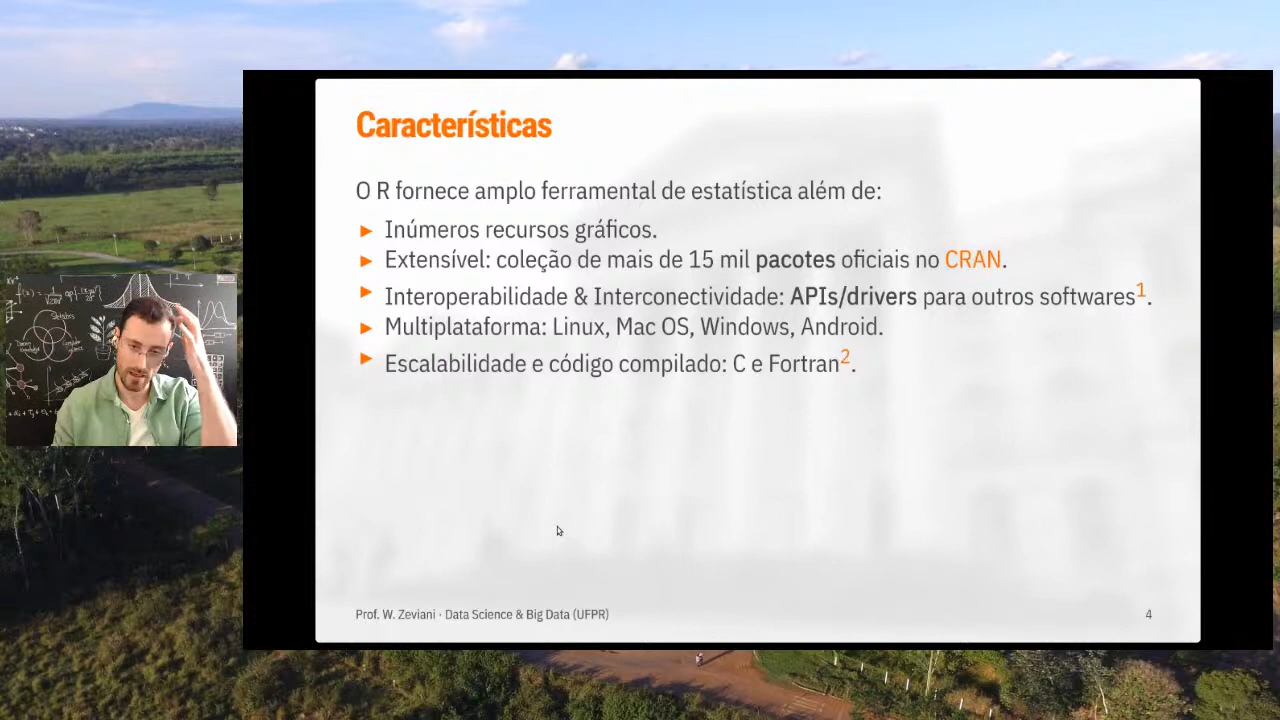 Características
O R fornece amplo ferramental de estatística além de:
▶ Inúmeros recursos gráficos.
▶ Extensível: coleção de mais de 15 mil pacotes oficiais no CRAN.
▶ Interoperabilidade & Interconectividade: APIs/drivers para outros softwares1.
▶ Multiplataforma: Linux, Mac OS, Windows, Android.
▶ Escalabilidade e código compilado: C e Fortran2.
Prof. W. Zeviani · Data Science & Big Data (UFPR)
4